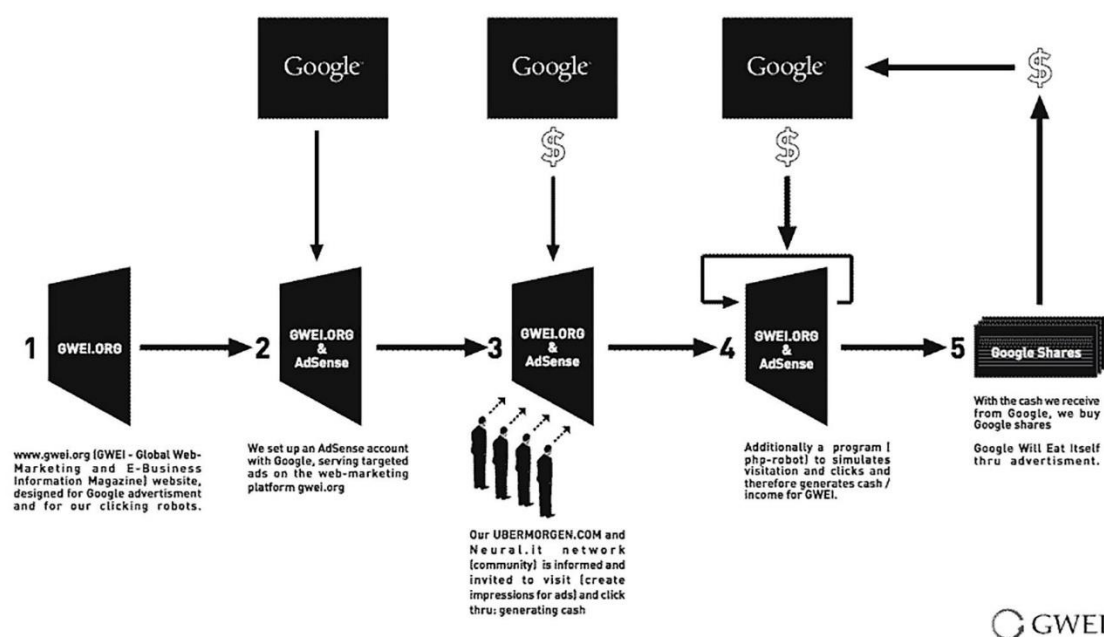 Google
Google
Google
$
$
$
1
GWEI.ORG
2
GWEI.ORG
&
AdSense
3
GWEI.ORG
&
AdSense
4
GWEI.ORG
&
AdSense
5
Google Shares
www.gwei.org (GWEI - Global Web-
Marketing and E-Business
Information Magazine) website,
designed for Google advertisment
and for our clicking robots.
We set up an AdSense account
with Google, serving targeted
ads on the web-marketing
platform gwei.org
Our UBERMORGEN.COM and
Neural.it network
(community) is informed and
invited to visit (create
impressions for ads) and click
thru: generating cash
Additionally a program (
php-robot) to simulates
visitation and clicks and
therefore generates cash /
income for GWEI.
With the cash we receive
from Google, we buy
Google shares
Google Will Eat Itself
thru advertisment.
GWEI